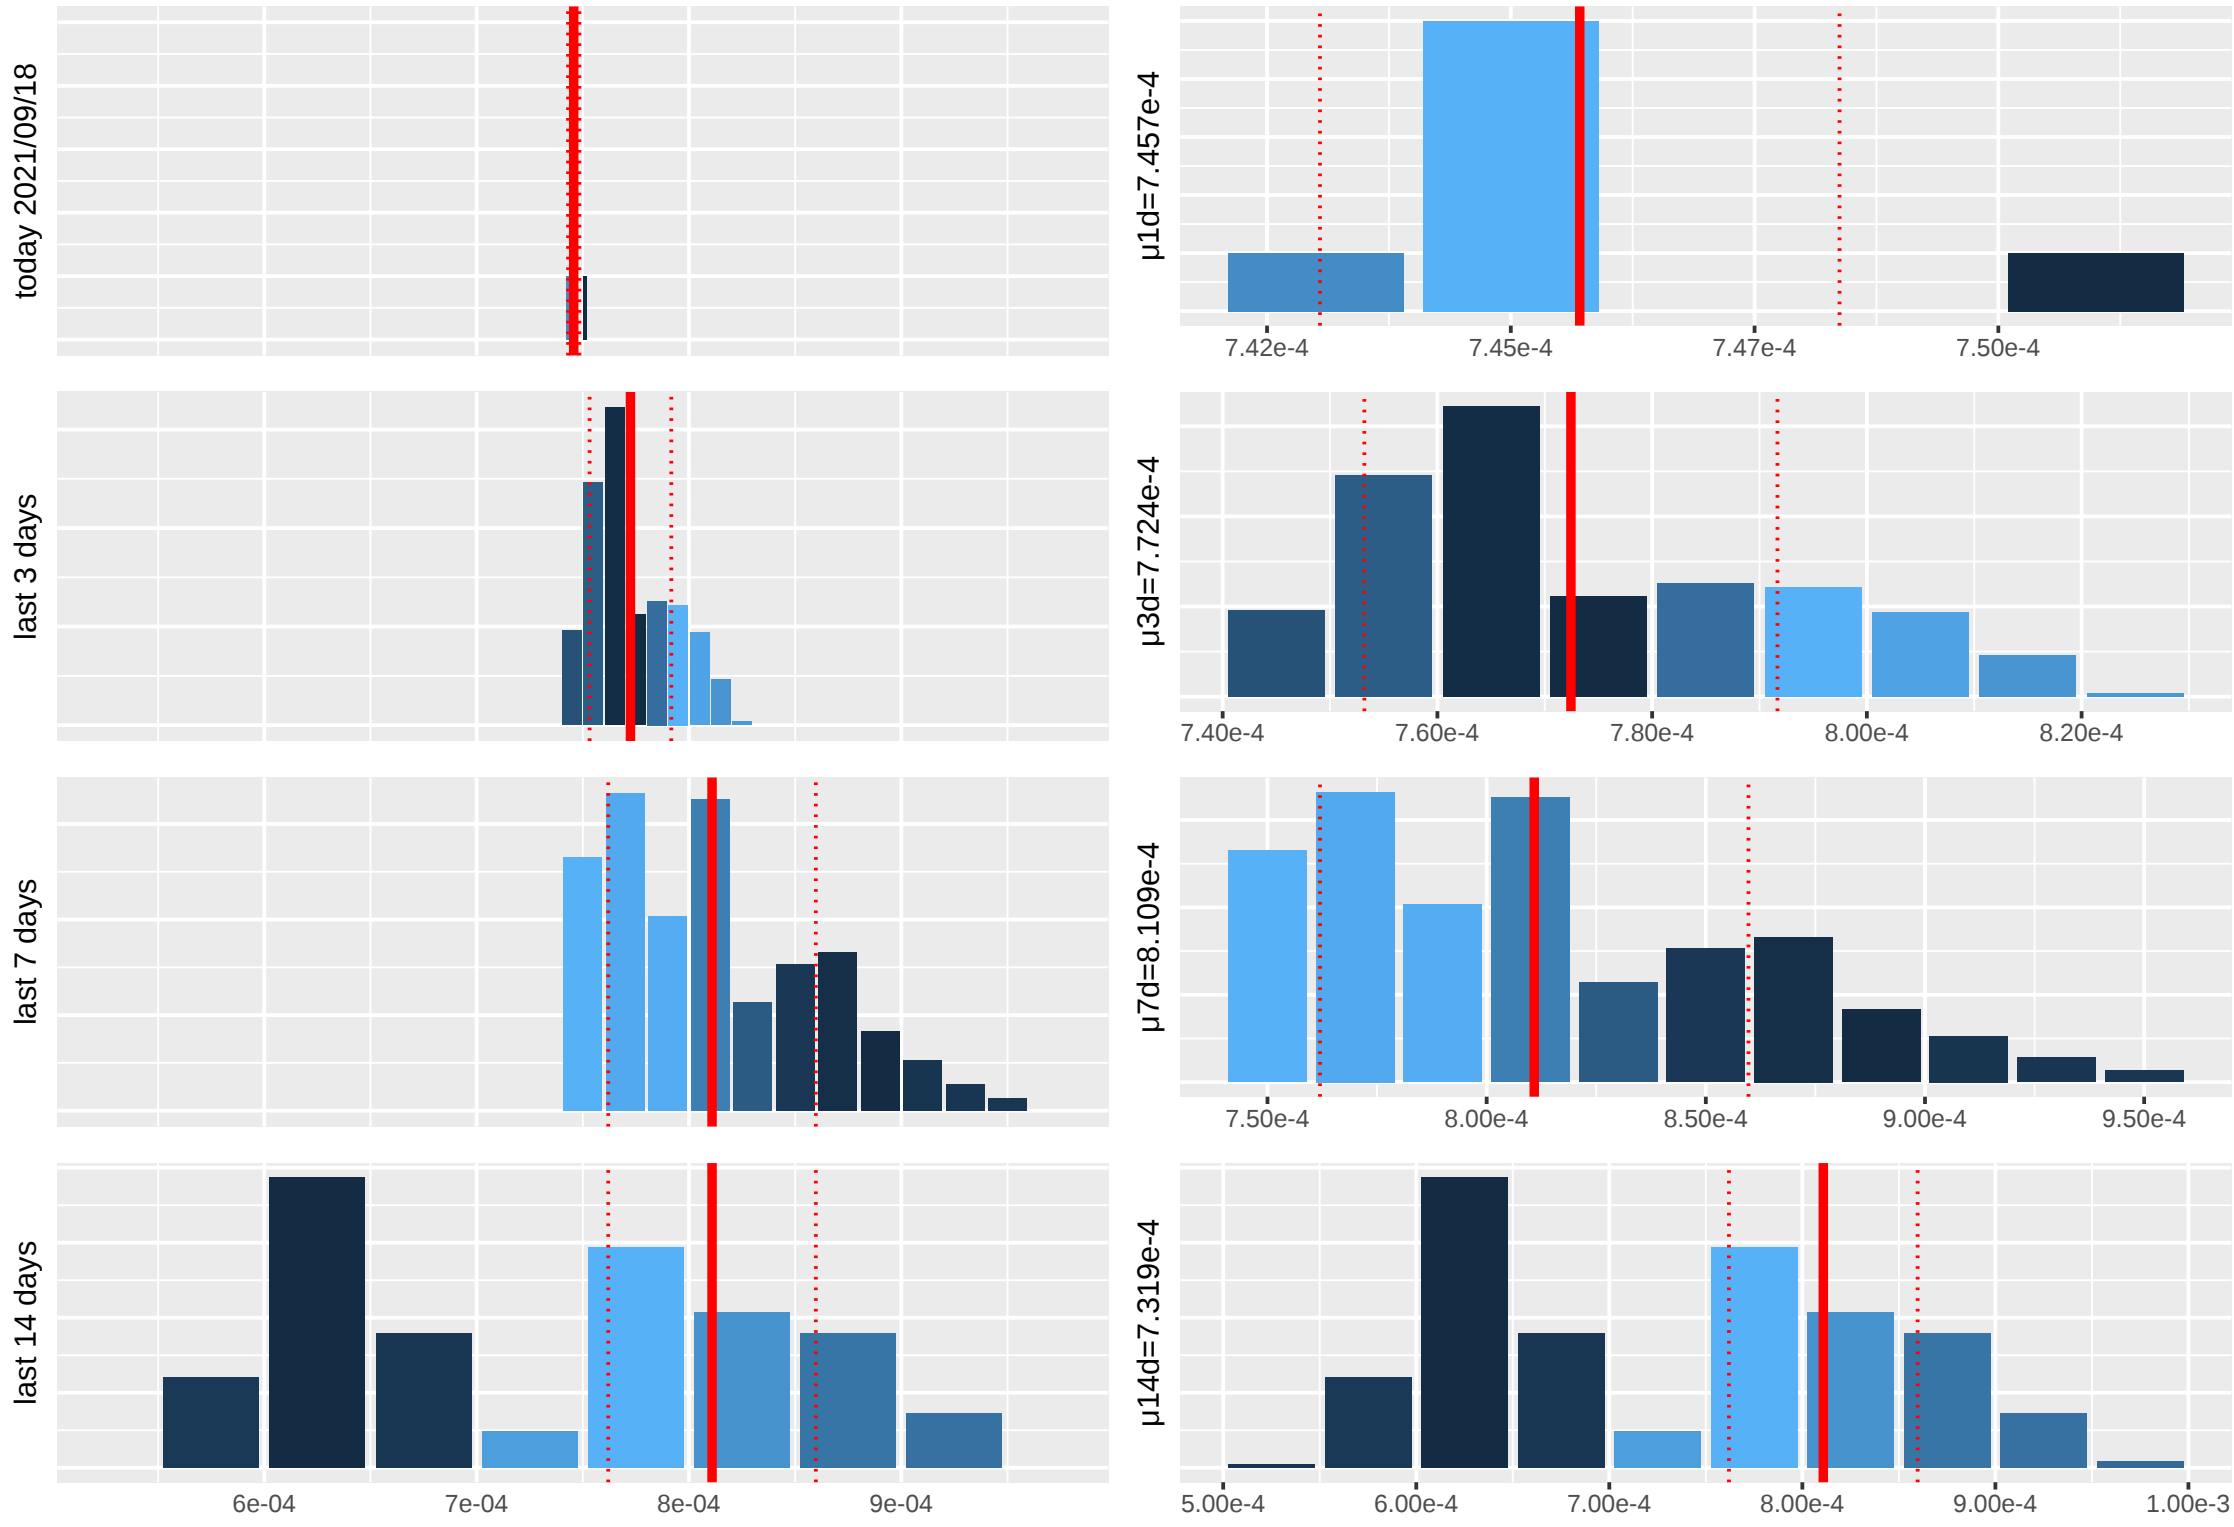 today 2021/09/18
µ1d=7.457e-4
7.42e-4 7.45e-4 7.47e-4 7.50e-4
last 3 days
µ3d=7.724e-4
7.40e-4 7.60e-4 7.80e-4 8.00e-4 8.20e-4
last 7 days
µ7d=8.109e-4
7.50e-4 8.00e-4 8.50e-4 9.00e-4 9.50e-4
last 14 days
6e-04 7e-04 8e-04 9e-04
µ14d=7.319e-4
5.00e-4 6.00e-4 7.00e-4 8.00e-4 9.00e-4 1.00e-3